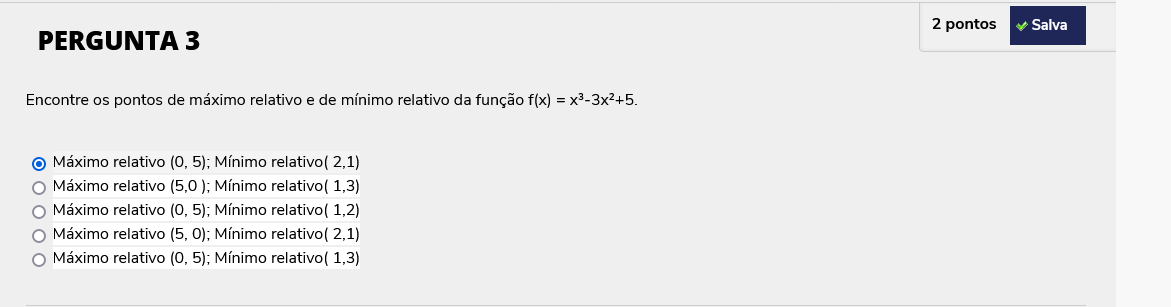 2 pontos
Salva
PERGUNTA 3
Encontre os pontos de máximo relativo e de mínimo relativo da função f(x) = x³-3x²+5.
Máximo relativo (0, 5); Mínimo relativo( 2,1)
Máximo relativo (5,0 ); Mínimo relativo( 1,3)
Máximo relativo (0, 5); Mínimo relativo( 1,2)
Máximo relativo (5, 0); Mínimo relativo( 2,1)
Máximo relativo (0, 5); Mínimo relativo( 1,3)